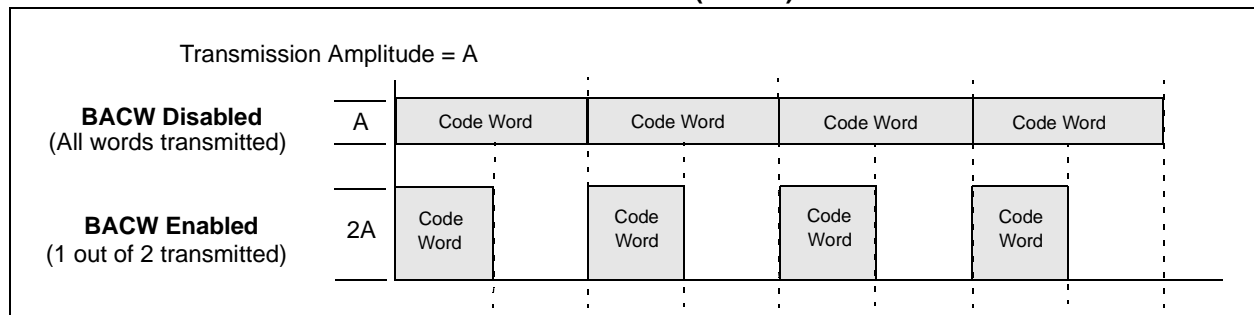 Transmission Amplitude = A
BACW Disabled
(All words transmitted)
A
Code Word
Code Word
Code Word
Code Word
BACW Enabled
(1 out of 2 transmitted)
2A
Code
Word
Code
Word
Code
Word
Code
Word